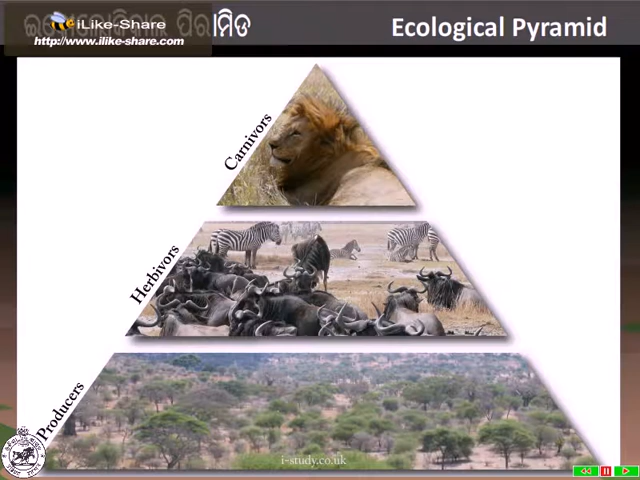 ପିରାମିଡ
Ecological Pyramid
iLike-Share
http://www.ilike-share.com
Carnivors
Herbivors
Producers
i-study.co.uk